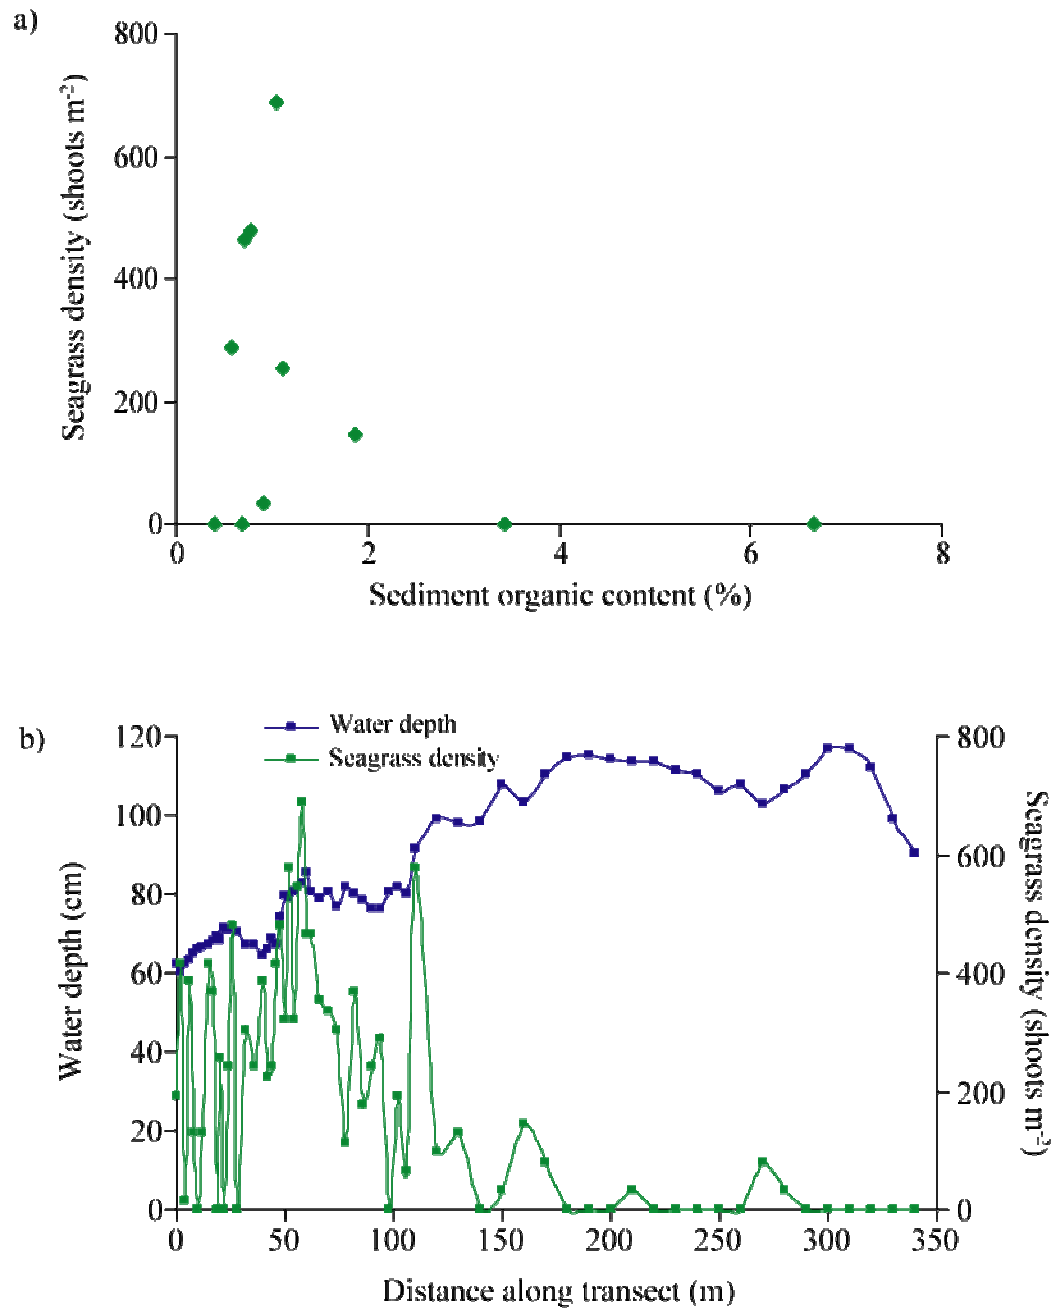 a)
Seagrass density (shoots m⁻²)
800
600
400
200
0
0 2 4 6 8
Sediment organic content (%)
b)
Water depth
Seagrass density
Water depth (cm)
120
100
80
60
40
20
0
800
600
400
200
0
Seagrass density (shoots m⁻²)
0 50 100 150 200 250 300 350
Distance along transect (m)